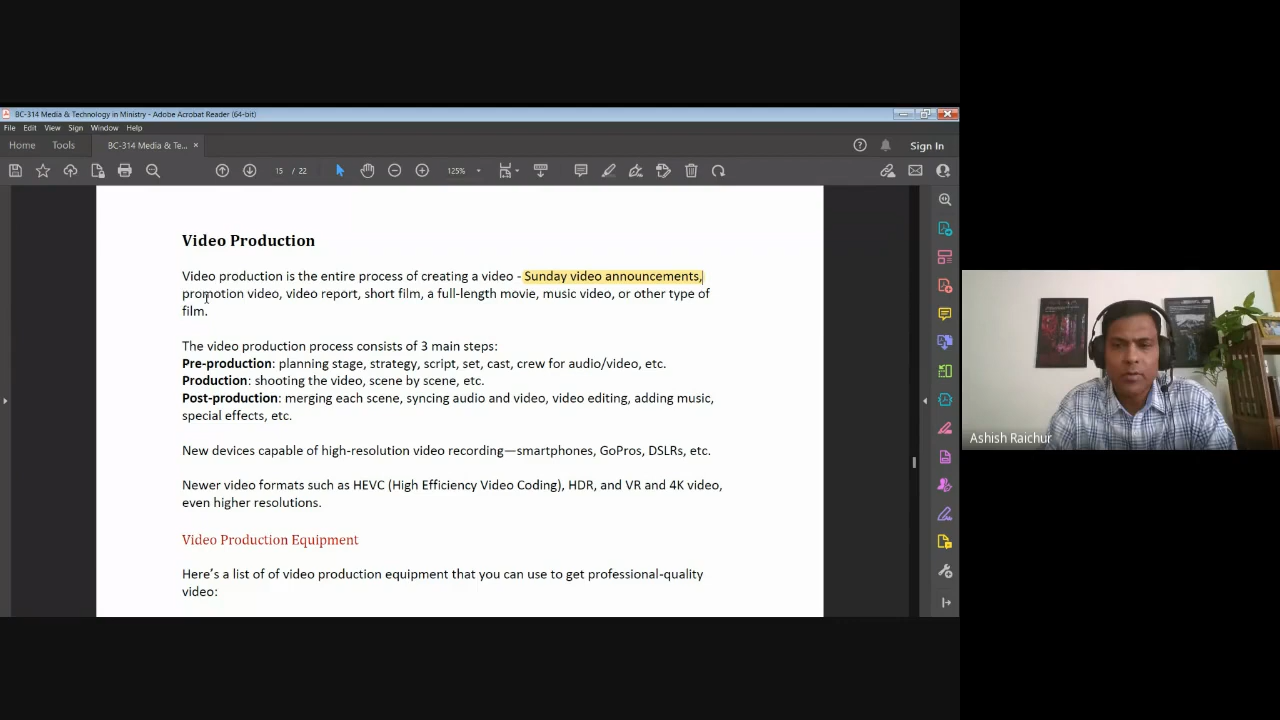 BC-314 Media & Technology in Ministry - Adobe Acrobat Reader (64-bit)
File Edit View Sign Window Help
Home Tools BC-314 Media & Te... × Sign In
15 / 22 125%
Video Production
Video production is the entire process of creating a video - Sunday video announcements,
promotion video, video report, short film, a full-length movie, music video, or other type of
film.
The video production process consists of 3 main steps:
Pre-production: planning stage, strategy, script, set, cast, crew for audio/video, etc.
Production: shooting the video, scene by scene, etc.
Post-production: merging each scene, syncing audio and video, video editing, adding music,
special effects, etc.
New devices capable of high-resolution video recording—smartphones, GoPros, DSLRs, etc.
Newer video formats such as HEVC (High Efficiency Video Coding), HDR, and VR and 4K video,
even higher resolutions.
Video Production Equipment
Here's a list of of video production equipment that you can use to get professional-quality
video:
Ashish Raichur